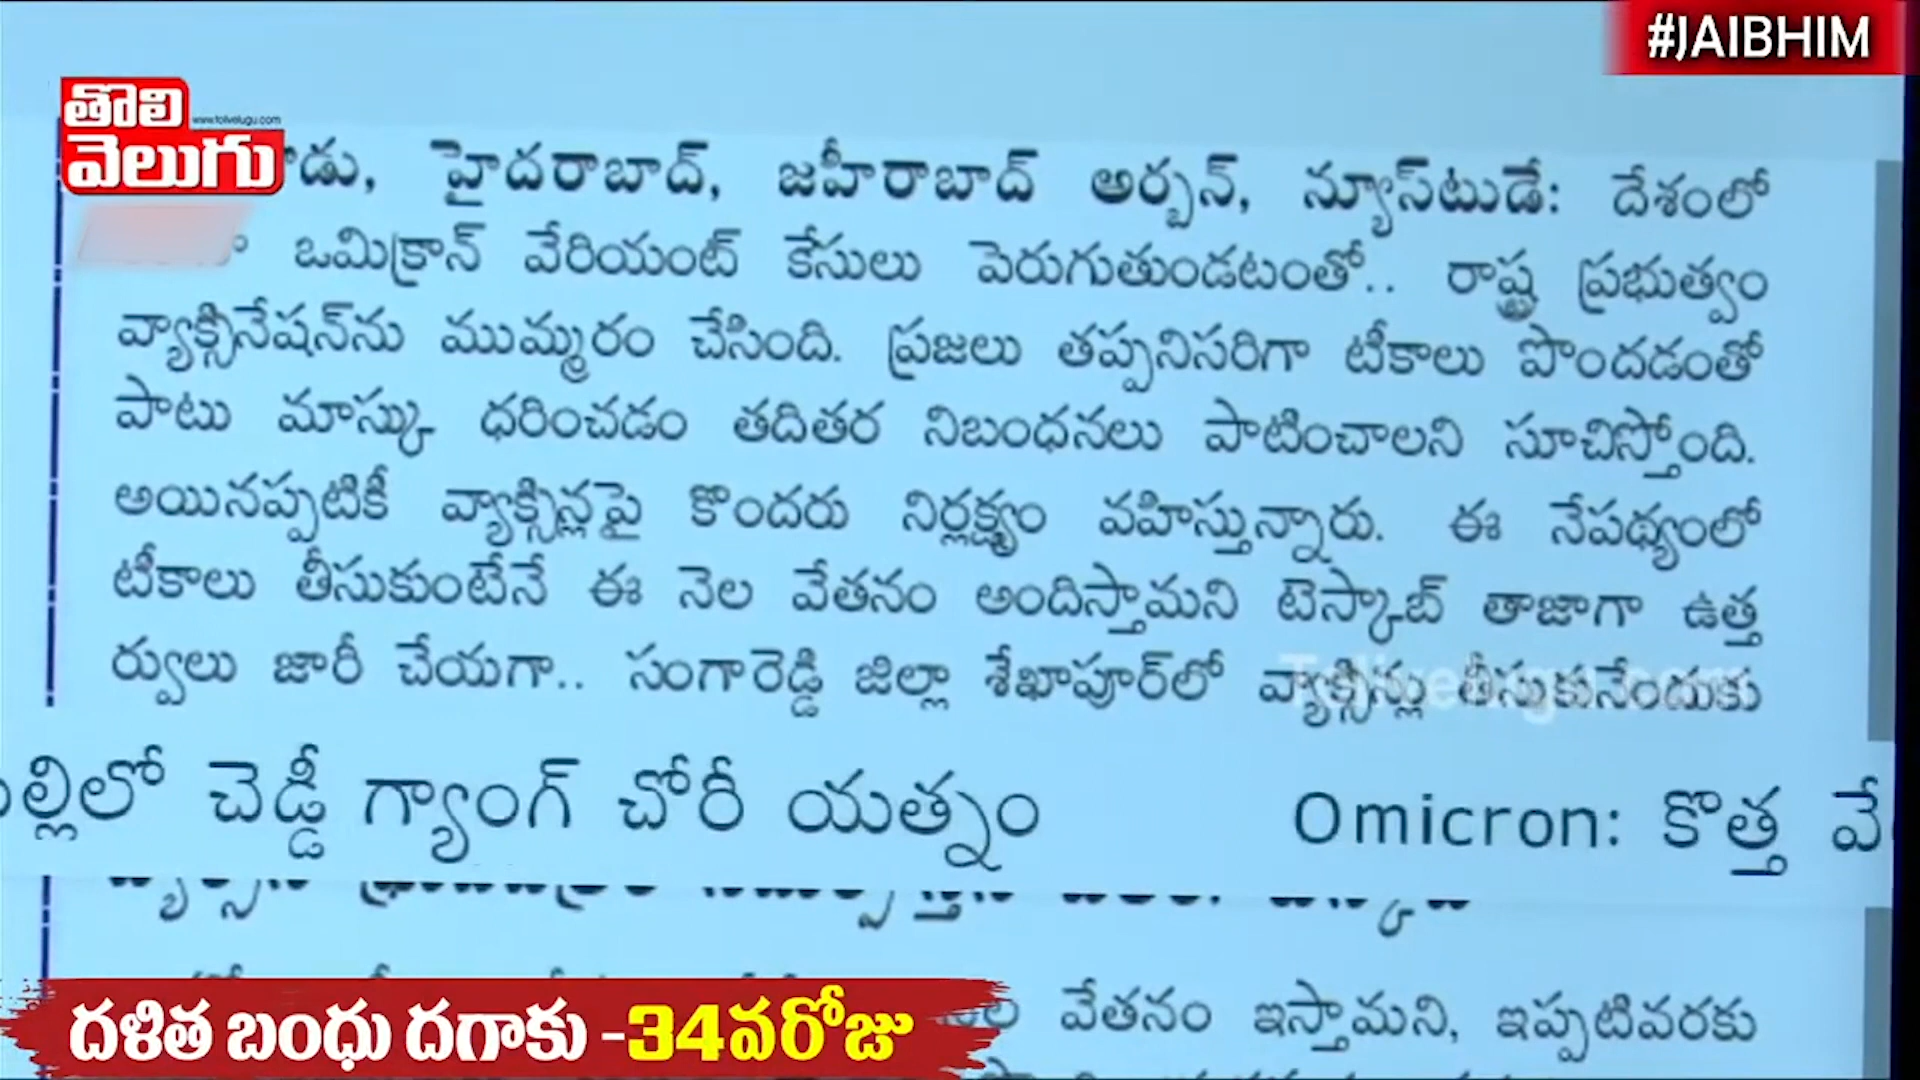 #JAIBHIM
తొలి
www.tolivelugu.com
వెలుగు
హైదరాబాద్, జహీరాబాద్ అర్బన్, న్యూస్‌టుడే: దేశంలో
ఒమిక్రాన్ వేరియంట్ కేసులు పెరుగుతుండటంతో.. రాష్ట్ర ప్రభుత్వం
వ్యాక్సినేషన్‌ను ముమ్మరం చేసింది. ప్రజలు తప్పనిసరిగా టీకాలు పొందడంతో
పాటు మాస్కు ధరించడం తదితర నిబంధనలు పాటించాలని సూచిస్తోంది.
అయినప్పటికీ వ్యాక్సిన్లపై కొందరు నిర్లక్ష్యం వహిస్తున్నారు. ఈ నేపథ్యంలో
టీకాలు తీసుకుంటేనే ఈ నెల వేతనం అందిస్తామని టెస్కాబ్ తాజాగా ఉత్త
ర్వులు జారీ చేయగా.. సంగారెడ్డి జిల్లా శేఖాపూర్‌లో వ్యాక్సిన్లు తీసుకునేందుకు
Tolivelugu.com
ల్లిలో చెడ్డీ గ్యాంగ్ చోరీ యత్నం Omicron: కొత్త వే
వేతనం ఇస్తామని, ఇప్పటివరకు
దళిత బంధు దగాకు -34వరోజు